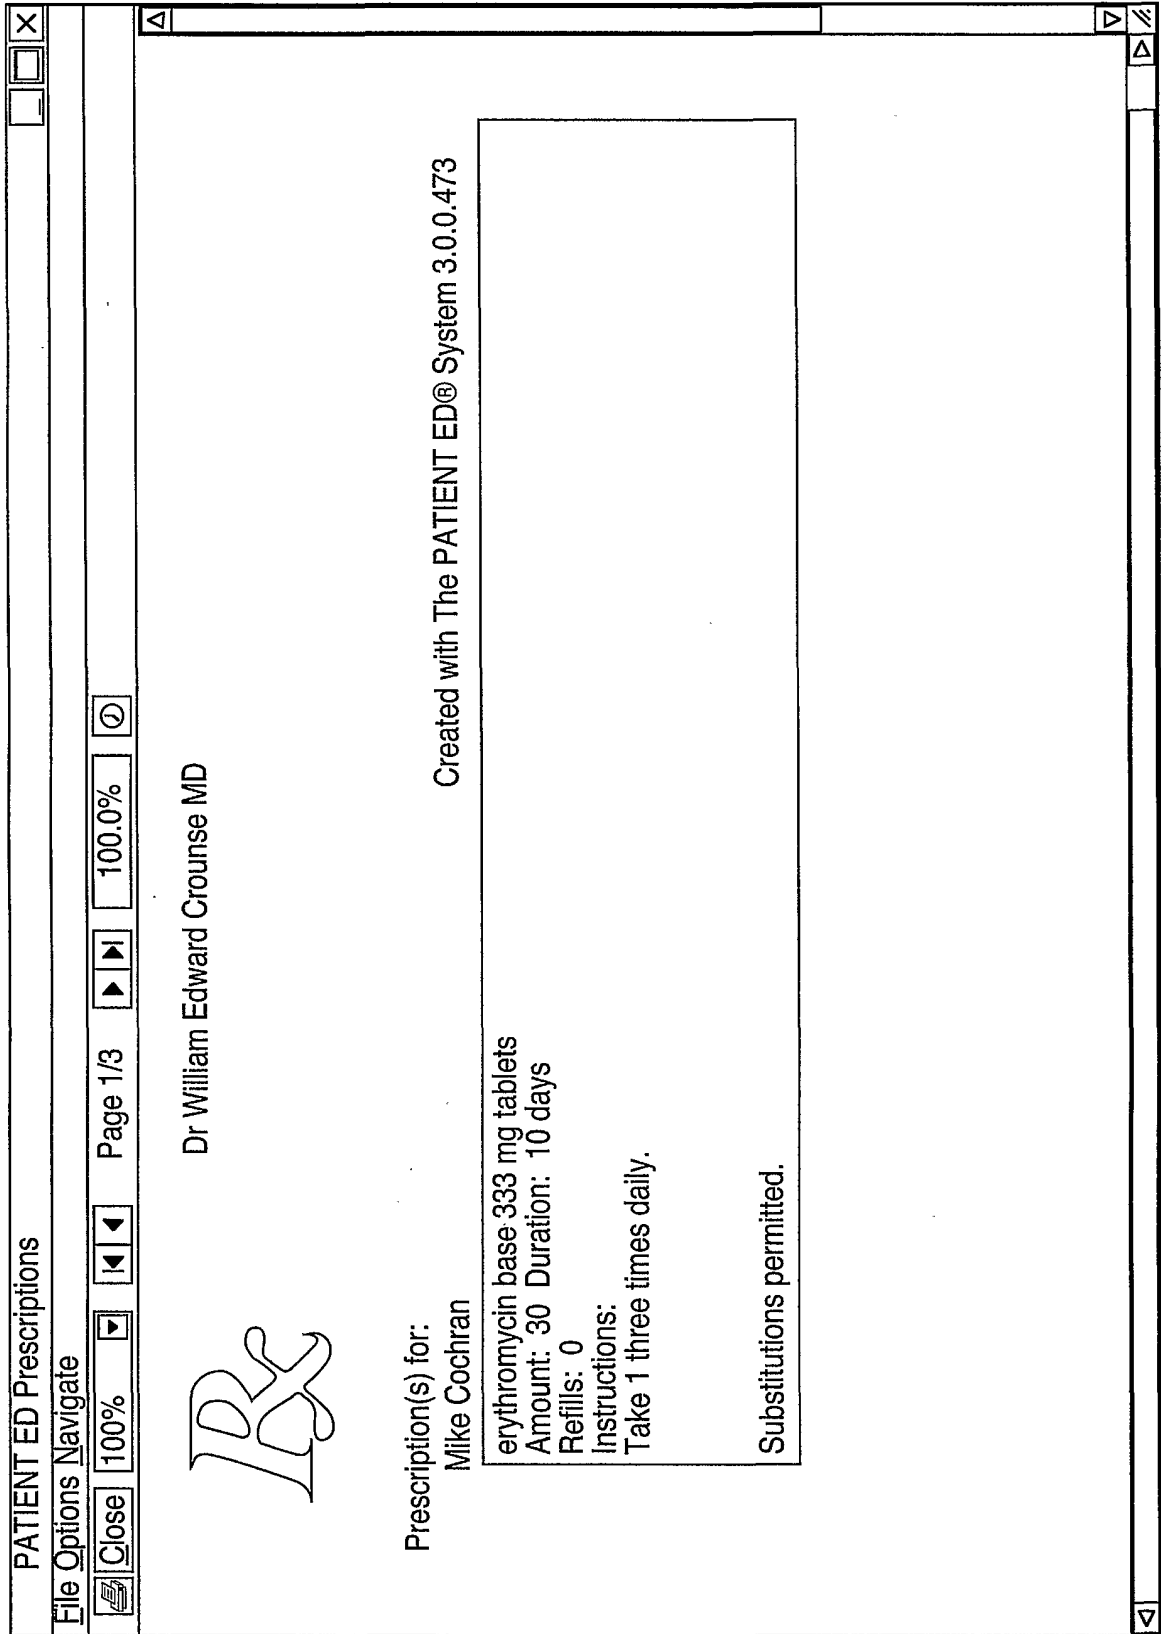 PATIENT ED Prescriptions
File Options Navigate
Close 100% Page 1/3 100.0%
Dr William Edward Crounse MD
Rx
Prescription(s) for:
Mike Cochran
Created with The PATIENT ED® System 3.0.0.473
erythromycin base 333 mg tablets
Amount: 30 Duration: 10 days
Refills: 0
Instructions:
Take 1 three times daily.
Substitutions permitted.